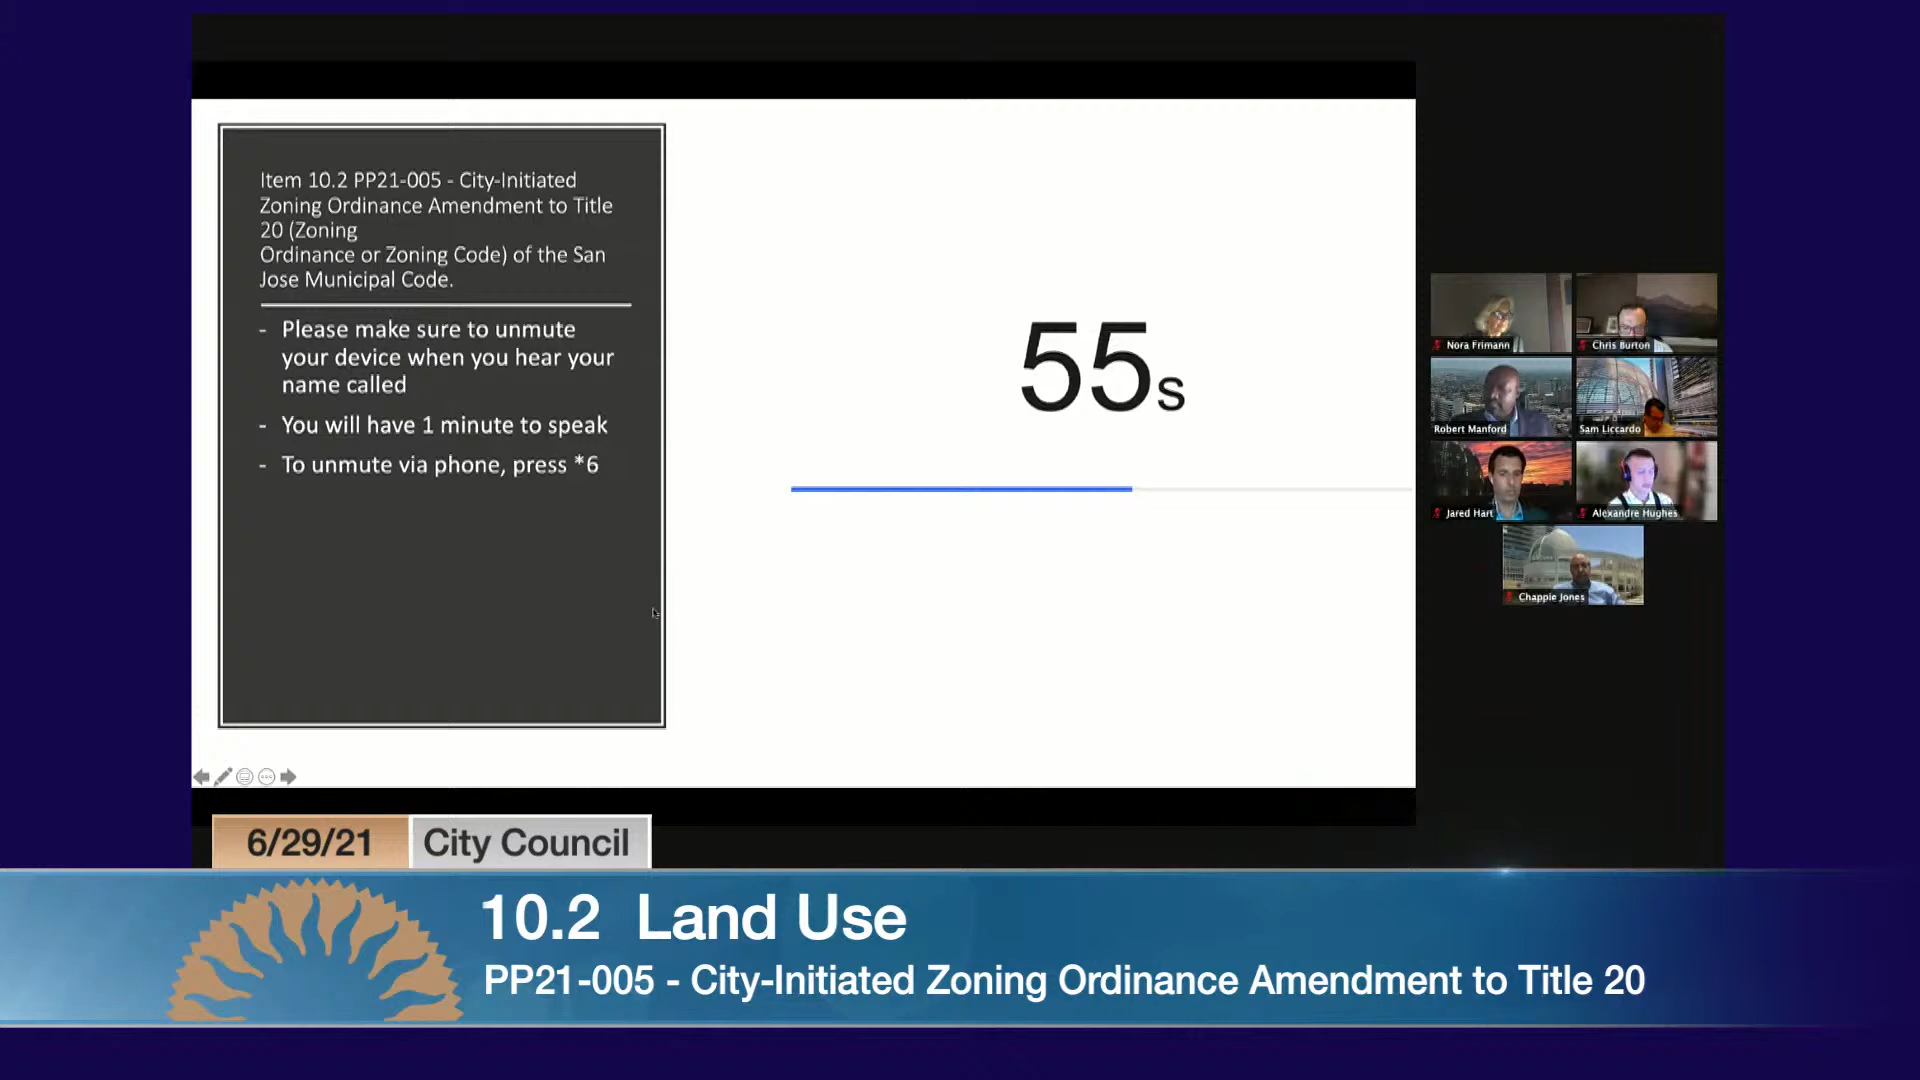 Item 10.2 PP21-005 - City-Initiated
Zoning Ordinance Amendment to Title
20 (Zoning
Ordinance or Zoning Code) of the San
Jose Municipal Code.
- Please make sure to unmute
your device when you hear your
name called
- You will have 1 minute to speak
- To unmute via phone, press *6
55s
Nora Frimann
Chris Burton
Robert Manford
Sam Liccardo
Jared Hart
Alexandre Hughes
Chappie Jones
6/29/21
City Council
10.2 Land Use
PP21-005 - City-Initiated Zoning Ordinance Amendment to Title 20